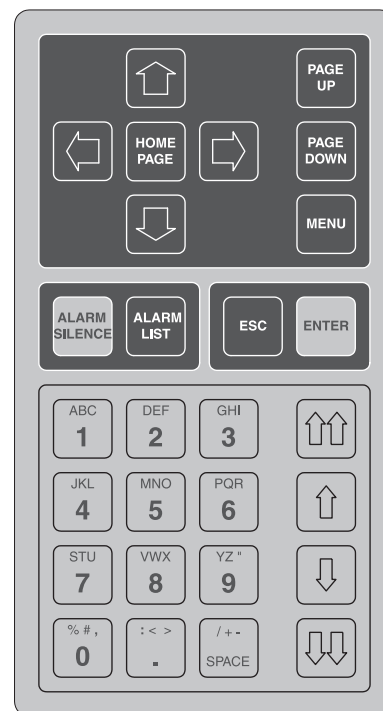 PAGE
UP
HOME
PAGE
PAGE
DOWN
MENU
ALARM
SILENCE
ALARM
LIST
ESC
ENTER
ABC
1
DEF
2
GHI
3
JKL
4
MNO
5
PQR
6
STU
7
VWX
8
YZ "
9
% # ,
0
: < >
.
/ + -
SPACE